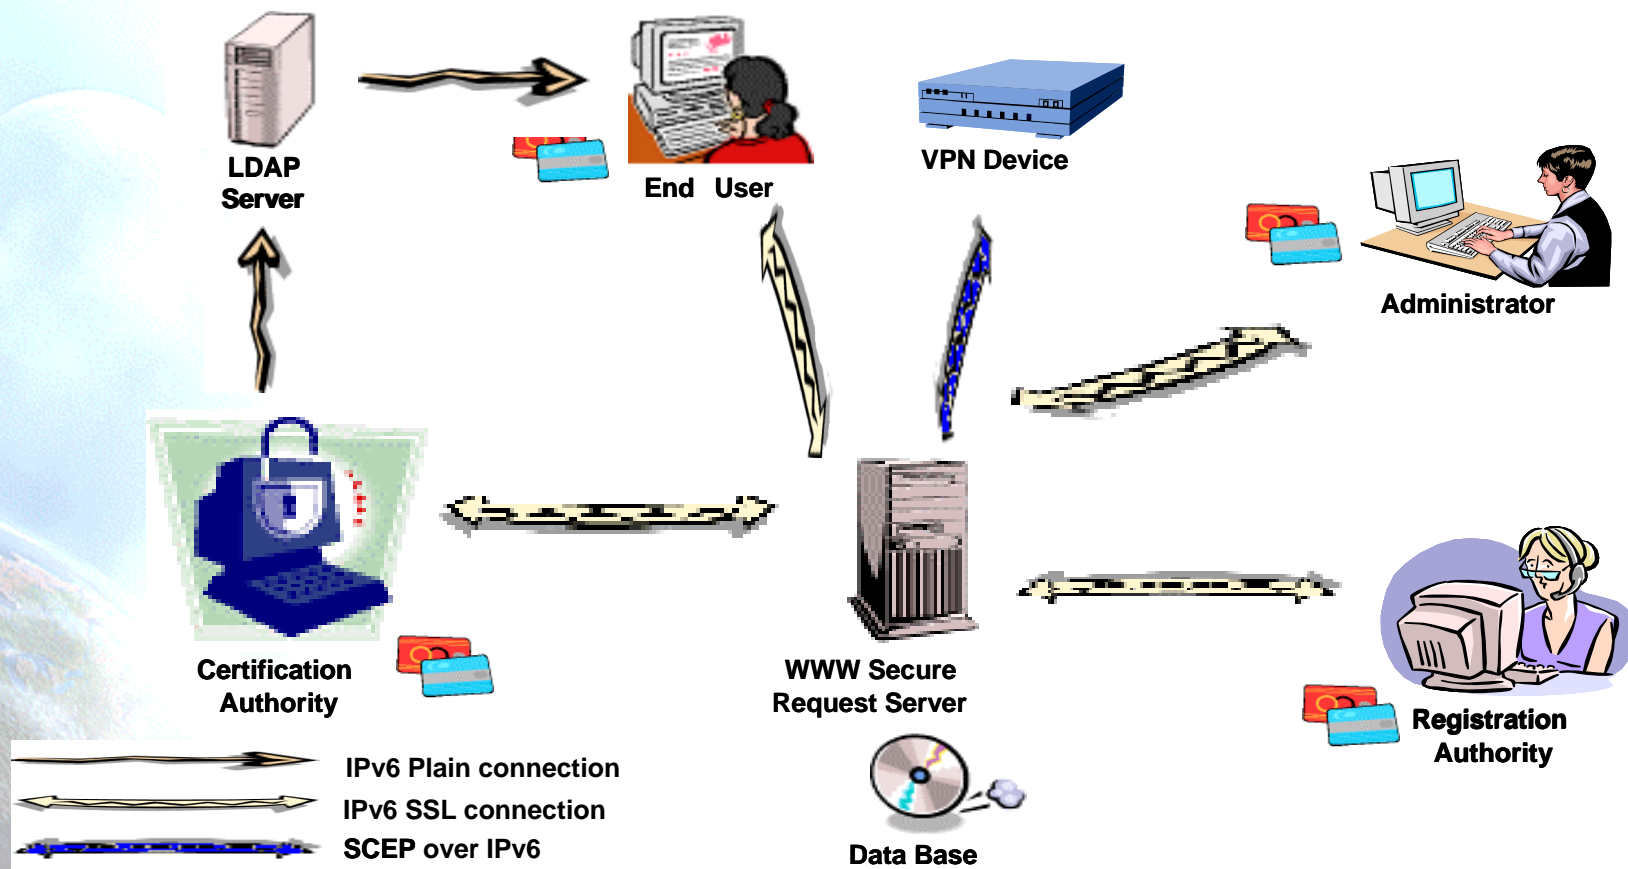 LDAP
Server
End User
VPN Device
Administrator
Certification
Authority
WWW Secure
Request Server
Registration
Authority
IPv6 Plain connection
IPv6 SSL connection
SCEP over IPv6
Data Base